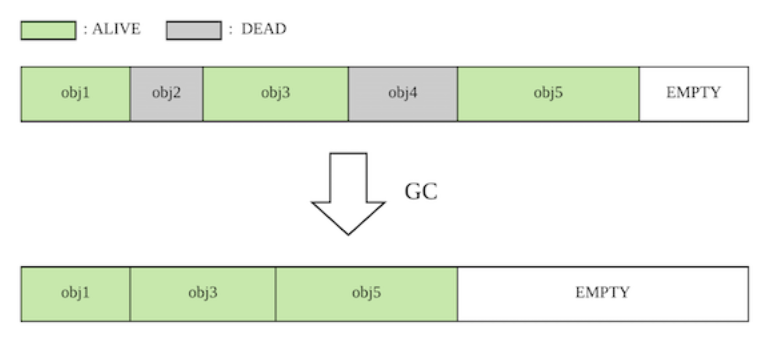 : ALIVE : DEAD
obj1 obj2 obj3 obj4 obj5 EMPTY
GC
obj1 obj3 obj5 EMPTY